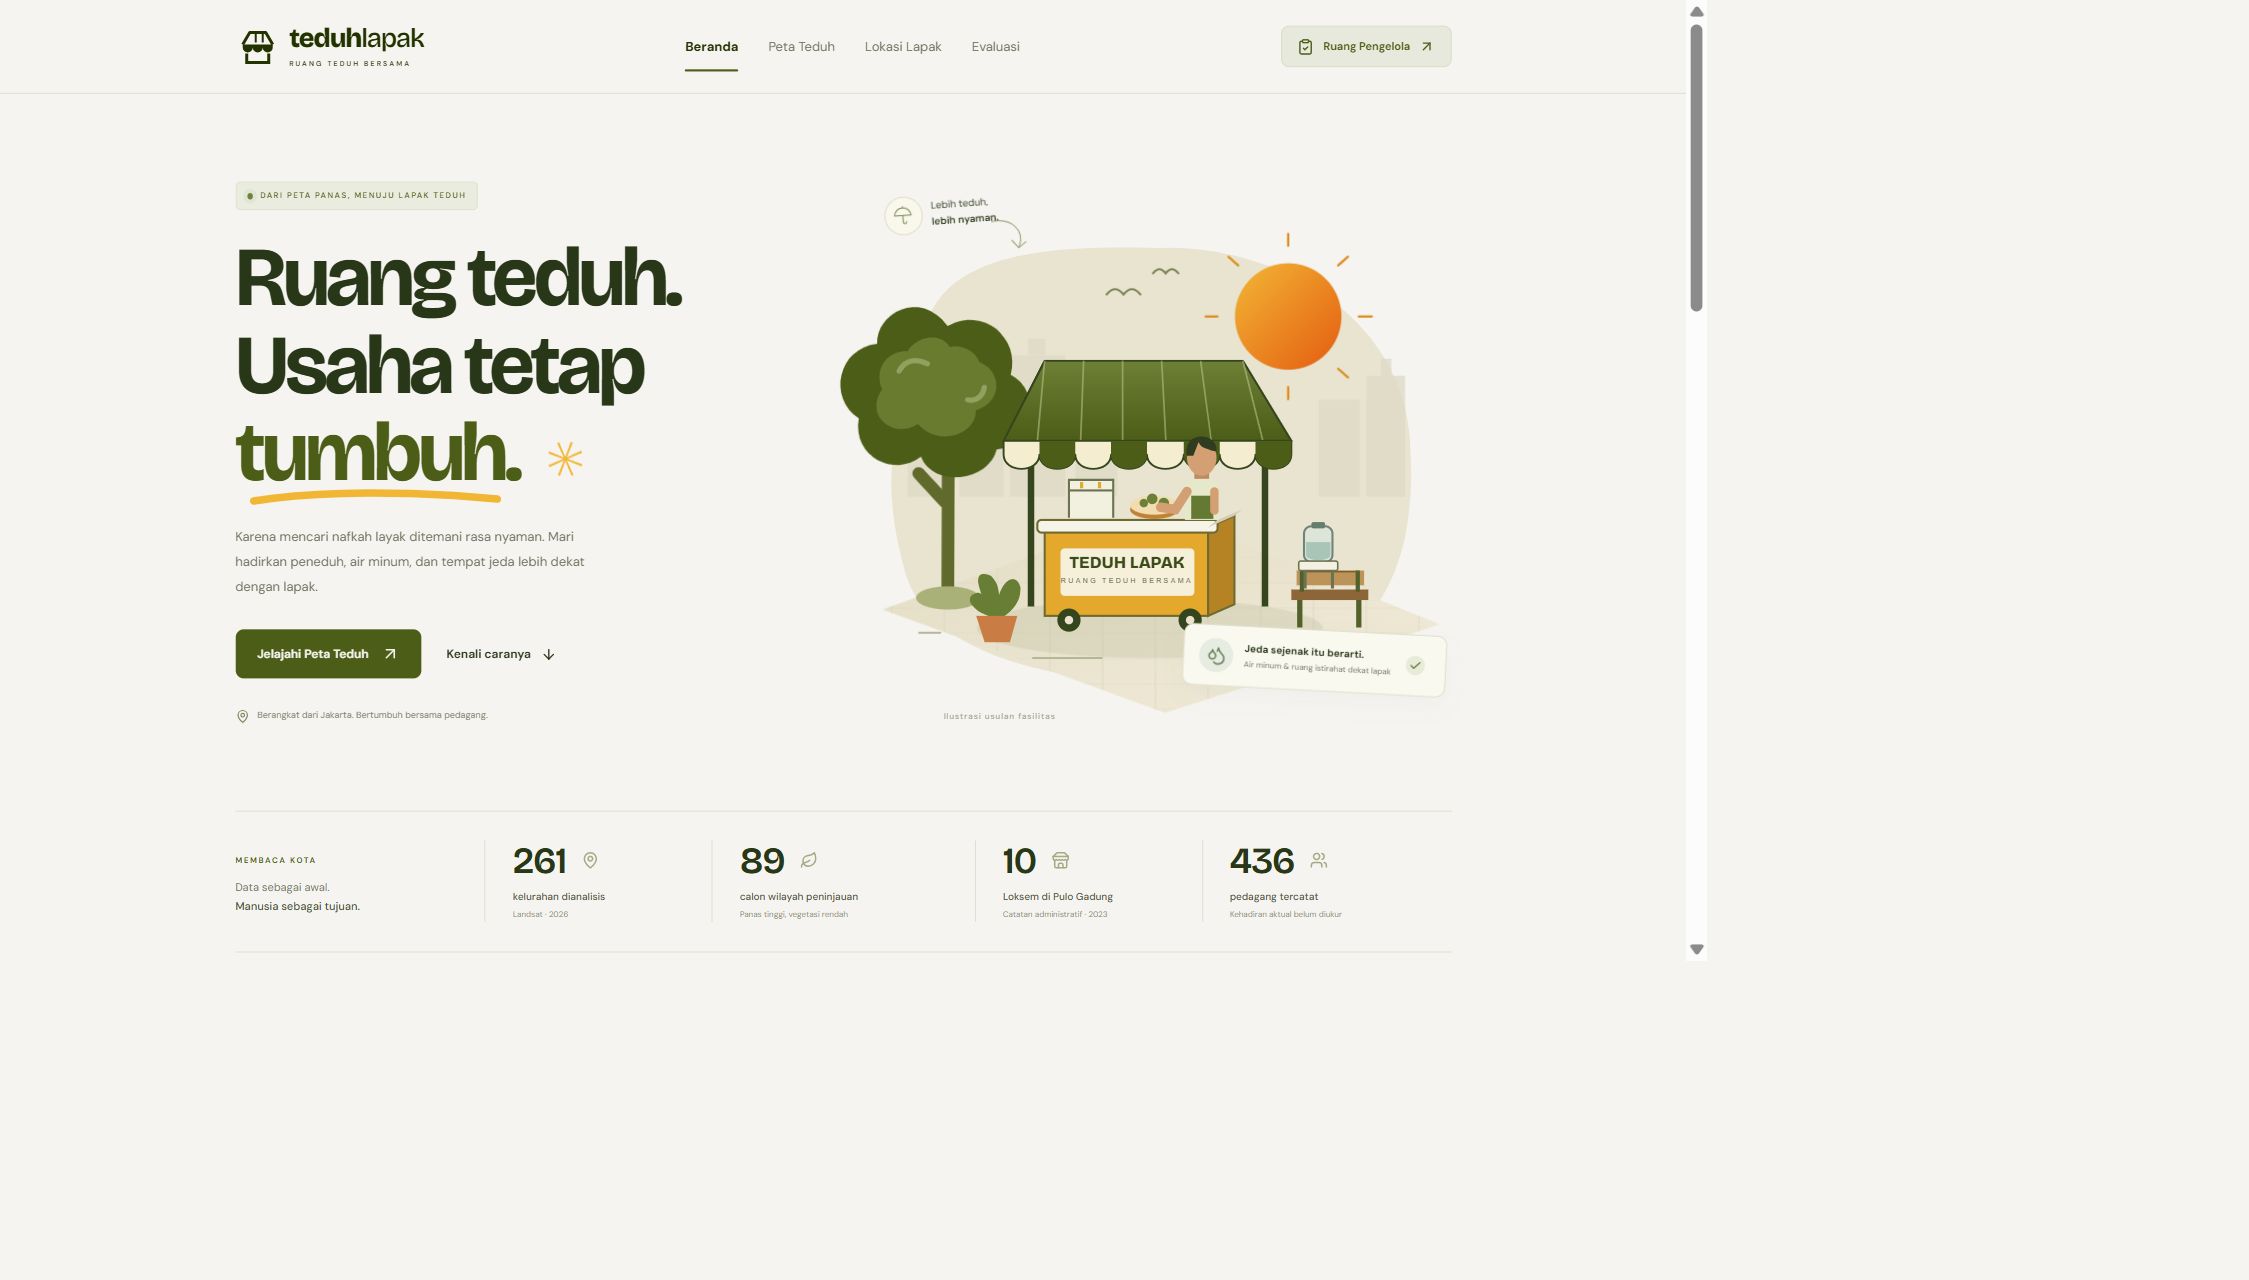 teduhlapak
RUANG TEDUH BERSAMA
Beranda
Peta Teduh
Lokasi Lapak
Evaluasi
Ruang Pengelola
DARI PETA PANAS, MENUJU LAPAK TEDUH
Ruang teduh.
Usaha tetap
tumbuh.
Karena mencari nafkah layak ditemani rasa nyaman. Mari
hadirkan peneduh, air minum, dan tempat jeda lebih dekat
dengan lapak.
Jelajahi Peta Teduh
Kenali caranya
Berangkat dari Jakarta. Bertumbuh bersama pedagang.
Lebih teduh.
lebih nyaman.
TEDUH LAPAK
RUANG TEDUH BERSAMA
Jeda sejenak itu berarti.
Air minum & ruang istirahat dekat lapak
Ilustrasi usulan fasilitas
MEMBACA KOTA
Data sebagai awal.
Manusia sebagai tujuan.
261
kelurahan dianalisis
Landsat · 2026
89
calon wilayah peninjauan
Panas tinggi, vegetasi rendah
10
Loksem di Pulo Gadung
Catatan administratif · 2023
436
pedagang tercatat
Kehadiran aktual belum diukur